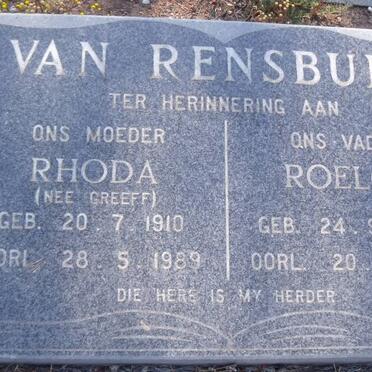 VAN RENSBU
TER HERINNERING AAN
ONS MOEDER
RHODA
(NEE GREEFF)
GEB. 20.7.1910
OORL. 28.5.1989
ONS VAD
ROEL
GEB. 24.
OORL. 20.
DIE HERE IS MY HERDER